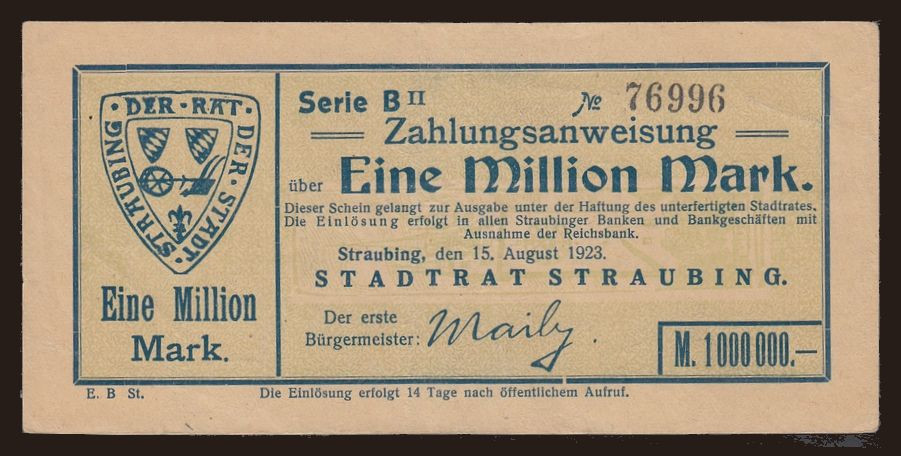 · DER · RAT · DER · STADT · STRAUBING
Eine Million
Mark.
Serie B II № 76996
Zahlungsanweisung
über Eine Million Mark.
Dieser Schein gelangt zur Ausgabe unter der Haftung des unterfertigten Stadtrates.
Die Einlösung erfolgt in allen Straubinger Banken und Bankgeschäften mit
Ausnahme der Reichsbank.
Straubing, den 15. August 1923.
STADTRAT STRAUBING.
Der erste
Bürgermeister: Maily.
M. 1000000.—
E. B St.
Die Einlösung erfolgt 14 Tage nach öffentlichem Aufruf.